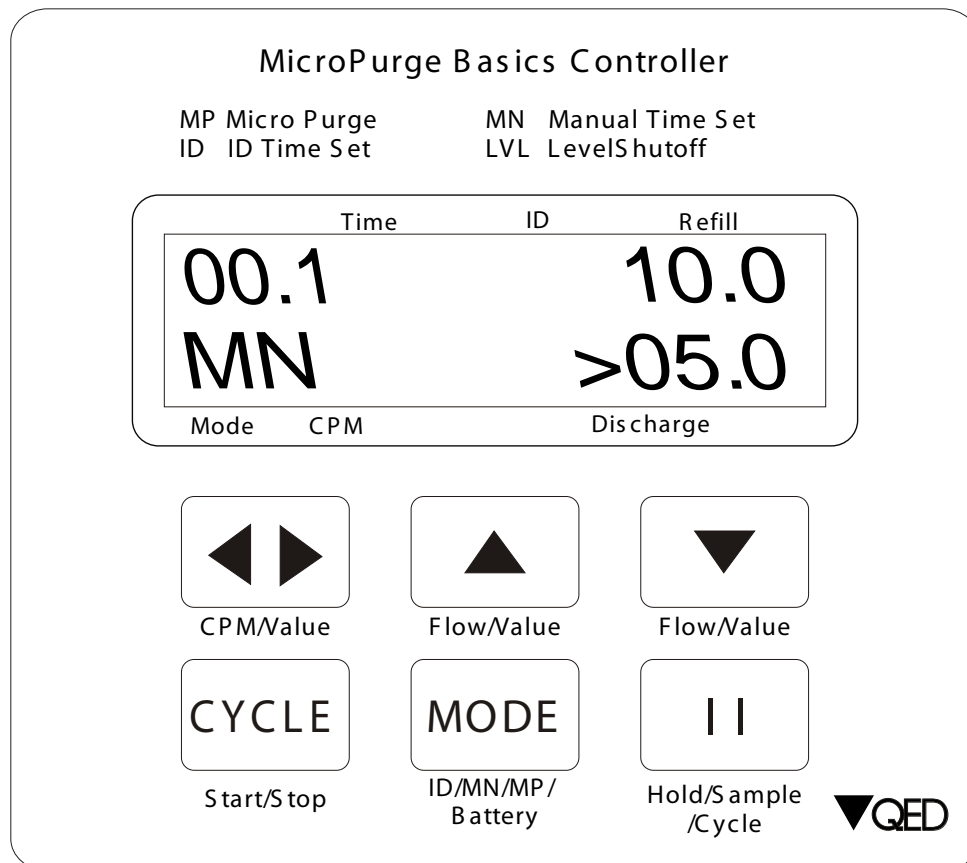 MicroPurge Basics Controller
MP Micro Purge MN Manual Time Set
ID ID Time Set LVL LevelShutoff
Time ID Refill
00.1 10.0
MN >05.0
Mode CPM Discharge
CPM/Value Flow/Value Flow/Value
CYCLE MODE
Start/Stop ID/MN/MP/ Hold/Sample
Battery /Cycle
QED